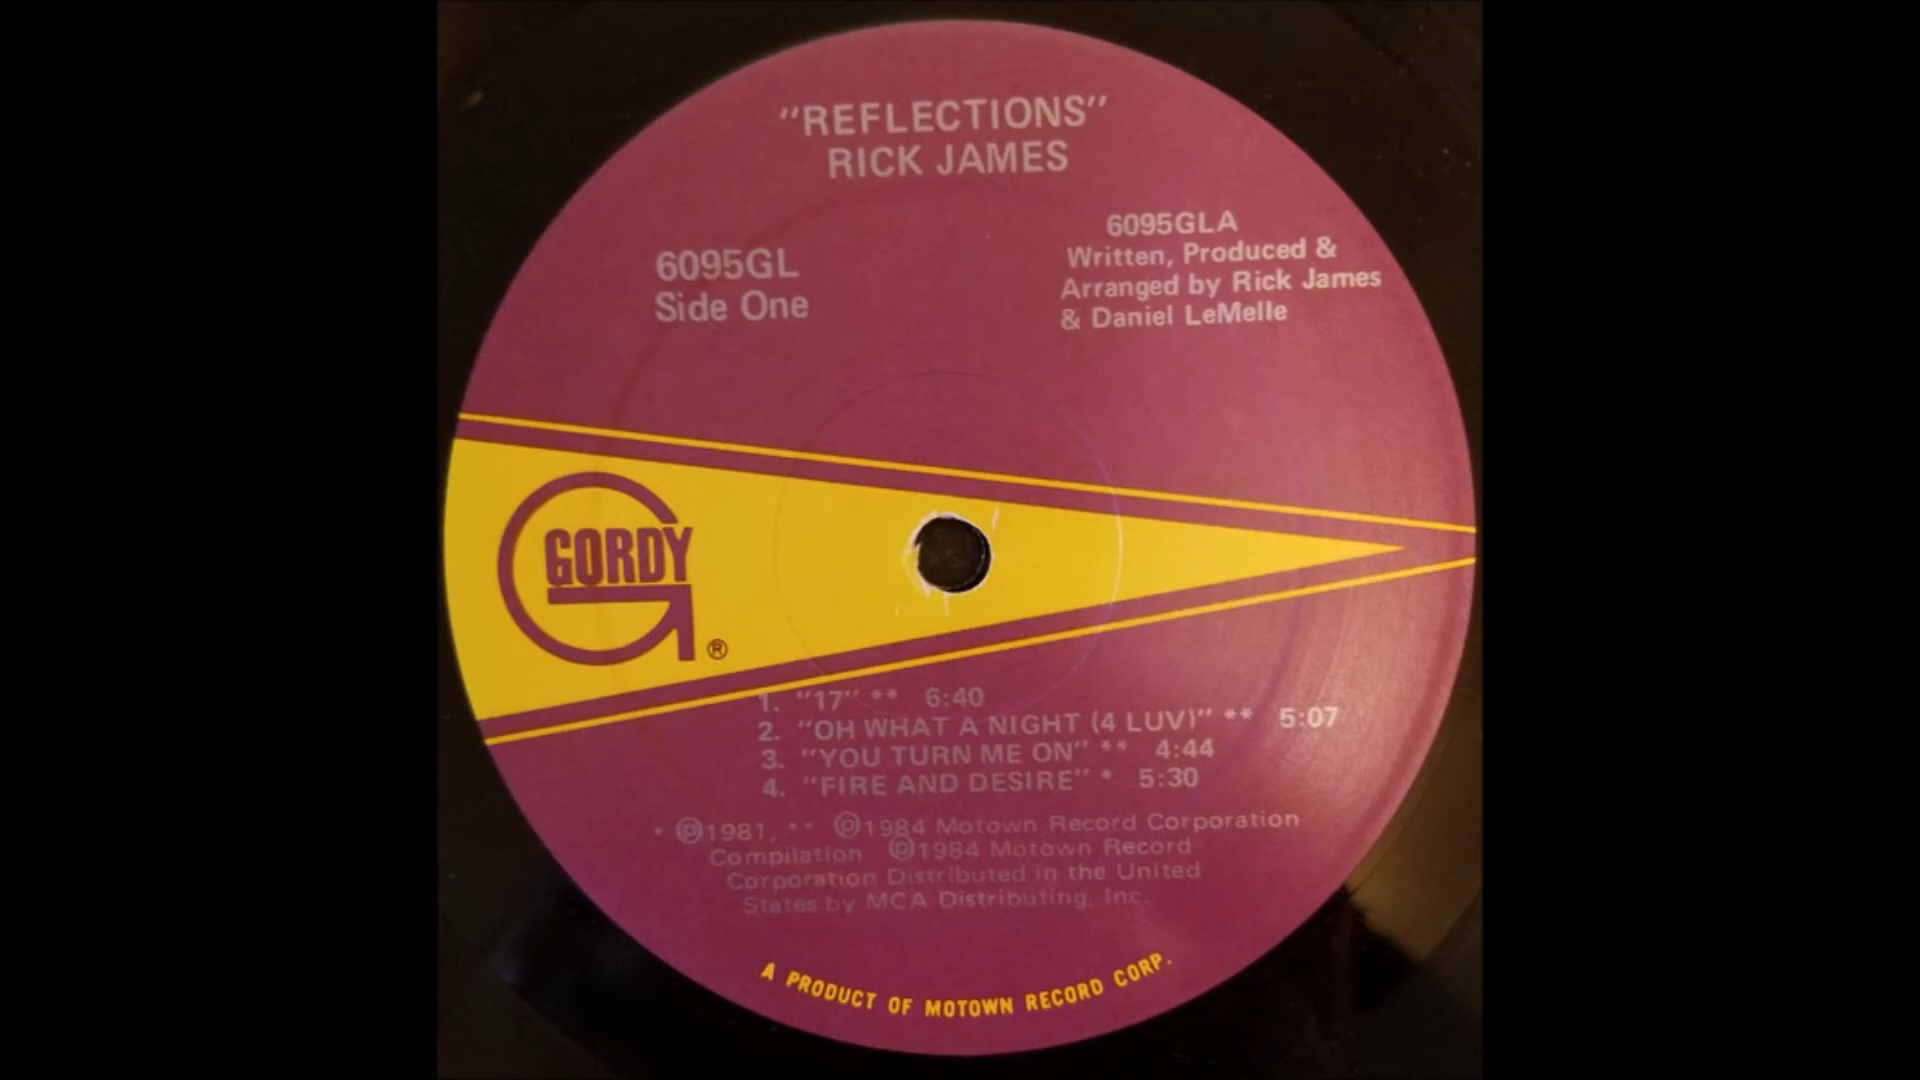 "REFLECTIONS"
RICK JAMES
6095GL
Side One
6095GLA
Written, Produced &
Arranged by Rick James
& Daniel LeMelle
GORDY
®
1. "17" ** 6:40
2. "OH WHAT A NIGHT (4 LUV)" ** 5:07
3. "YOU TURN ME ON" ** 4:44
4. "FIRE AND DESIRE" * 5:30
* ℗1981, ** ℗1984 Motown Record Corporation
Compilation ℗1984 Motown Record
Corporation Distributed in the United
States by MCA Distributing, Inc.
A PRODUCT OF MOTOWN RECORD CORP.